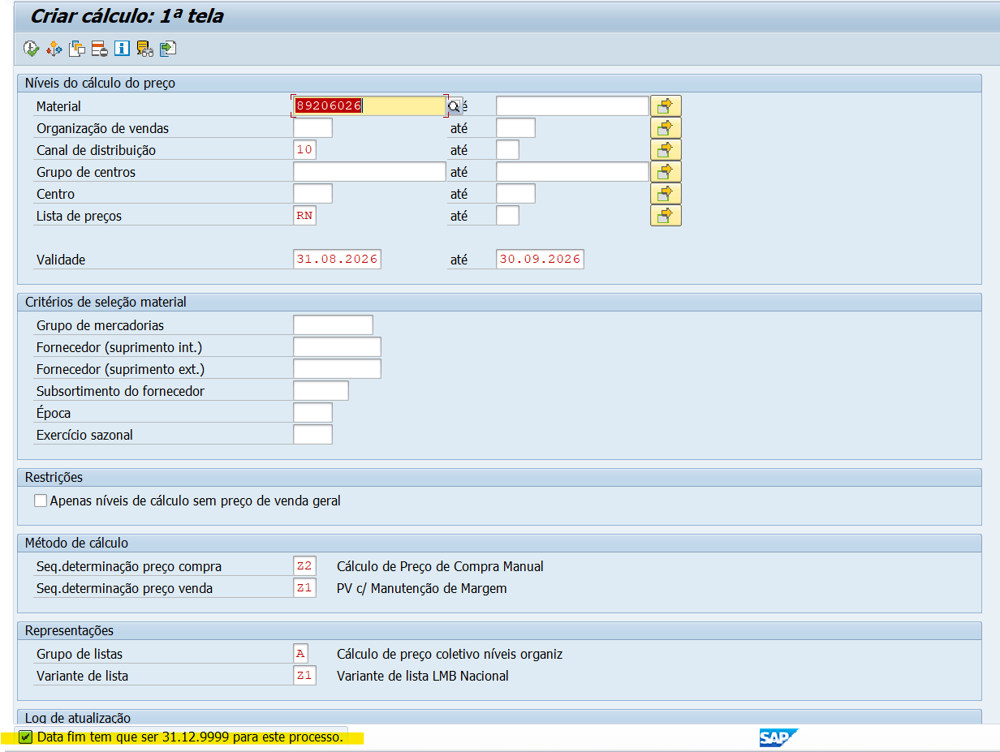 Criar cálculo: 1ª tela
Níveis do cálculo do preço
Material 89206026 é
Organização de vendas até
Canal de distribuição 10 até
Grupo de centros até
Centro até
Lista de preços RN até
Validade 31.08.2026 até 30.09.2026
Critérios de seleção material
Grupo de mercadorias
Fornecedor (suprimento int.)
Fornecedor (suprimento ext.)
Subsortimento do fornecedor
Época
Exercício sazonal
Restrições
Apenas níveis de cálculo sem preço de venda geral
Método de cálculo
Seq.determinação preço compra Z2 Cálculo de Preço de Compra Manual
Seq.determinação preço venda Z1 PV c/ Manutenção de Margem
Representações
Grupo de listas A Cálculo de preço coletivo níveis organiz
Variante de lista Z1 Variante de lista LMB Nacional
Log de atualização
Data fim tem que ser 31.12.9999 para este processo.
SAP